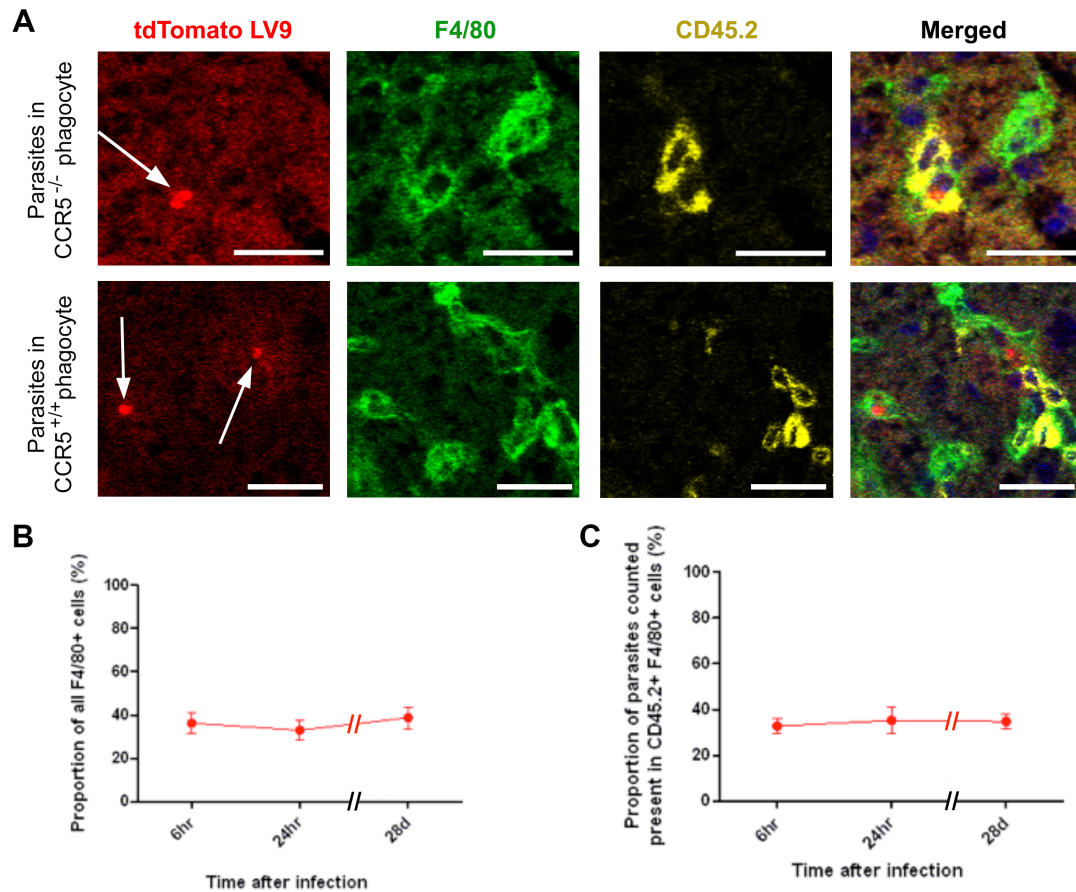 A
tdTomato LV9
F4/80
CD45.2
Merged
Parasites in
CCR5-/- phagocyte
Parasites in
CCR5+/+phagocyte
B
Proportion of all F4/80+ cells (%)
100
80
60
40
20
0
6hr
24hr
28d
Time after infection
C
Proportion of parasites counted
present in CD45.2+ F4/80+ cells (%)
100
80
60
40
20
0
6hr
24hr
28d
Time after infection